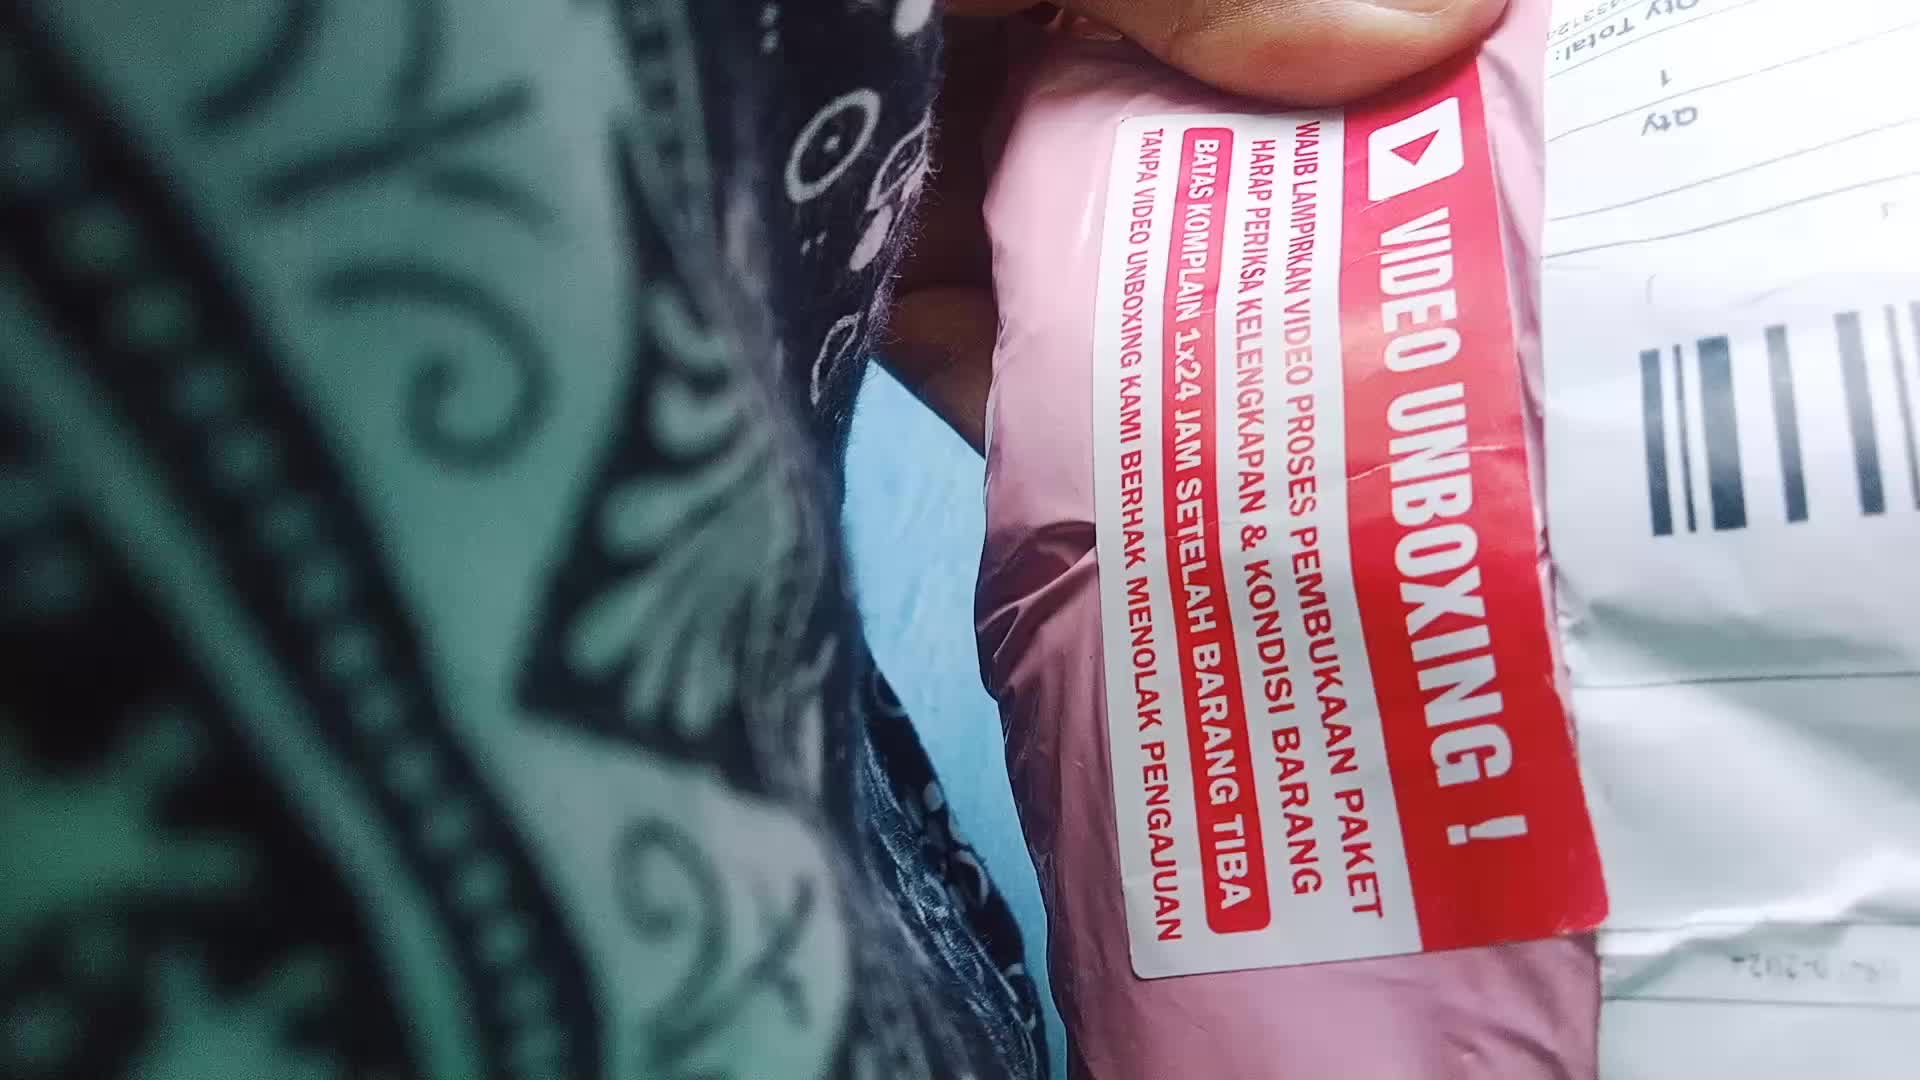 VIDEO UNBOXING !
WAJIB LAMPIRKAN VIDEO PROSES PEMBUKAAN PAKET
HARAP PERIKSA KELENGKAPAN & KONDISI BARANG
BATAS KOMPLAIN 1x24 JAM SETELAH BARANG TIBA
TANPA VIDEO UNBOXING KAMI BERHAK MENOLAK PENGAJUAN
Qty
1
Qty Total: